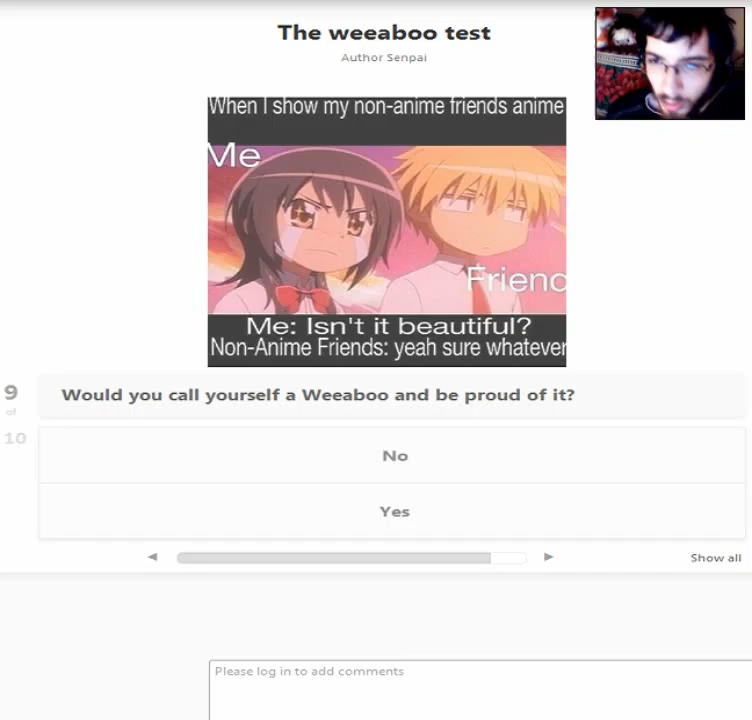 The weeaboo test
Author Senpai
When I show my non-anime friends anime
Me
Friend
Me: Isn't it beautiful?
Non-Anime Friends: yeah sure whatever
9
of
10
Would you call yourself a Weeaboo and be proud of it?
No
Yes
Show all
Please log in to add comments